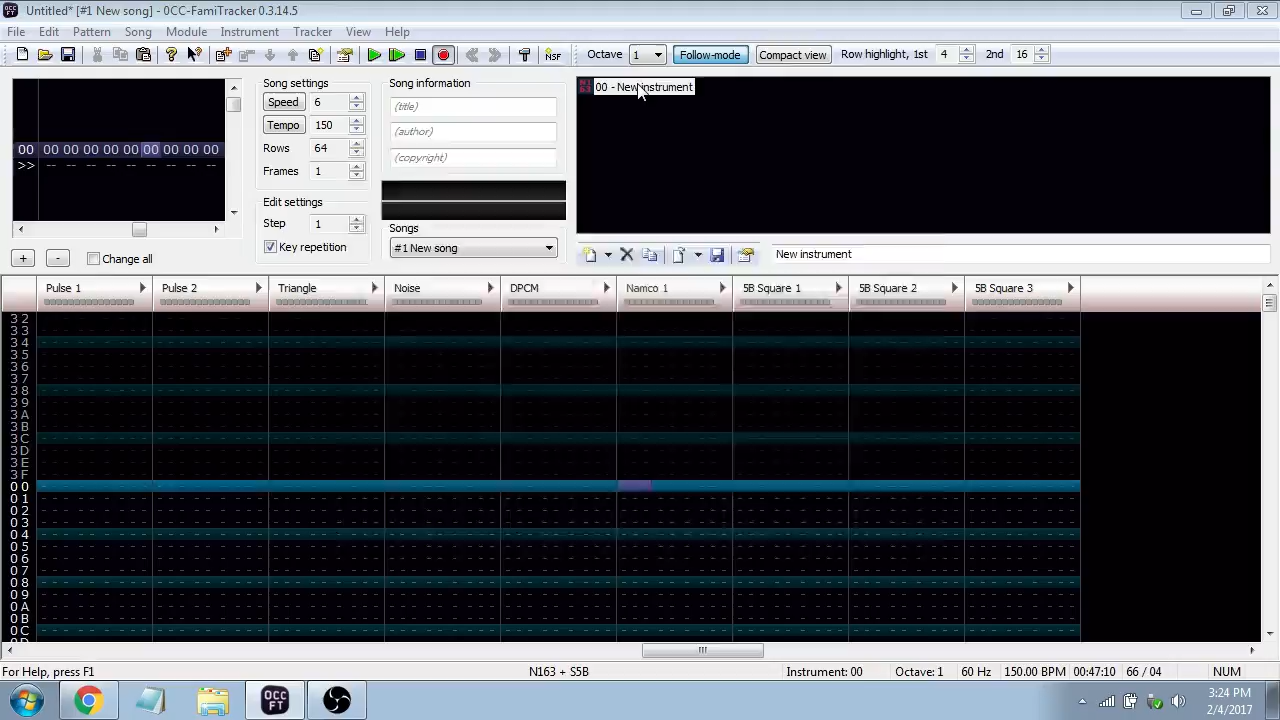 Untitled* [#1 New song] - 0CC-FamiTracker 0.3.14.5
File Edit Pattern Song Module Instrument Tracker View Help
NSF Octave 1 Follow-mode Compact view Row highlight, 1st 4 2nd 16
Song settings
Speed 6
Tempo 150
Rows 64
Frames 1
Edit settings
Step 1
Key repetition
Song information
(title)
(author)
(copyright)
Songs
#1 New song
00 - New instrument
New instrument
00 00 00 00 00 00 00 00 00 00
>> -- -- -- -- -- -- -- -- --
+ - Change all
Pulse 1 Pulse 2 Triangle Noise DPCM Namco 1 5B Square 1 5B Square 2 5B Square 3
32
33
34
35
36
37
38
39
3A
3B
3C
3D
3E
3F
00
01
02
03
04
05
06
07
08
09
0A
0B
0C
For Help, press F1 N163 + S5B Instrument: 00 Octave: 1 60 Hz 150.00 BPM 00:47:10 66 / 04 NUM
0CC
FT
3:24 PM
2/4/2017